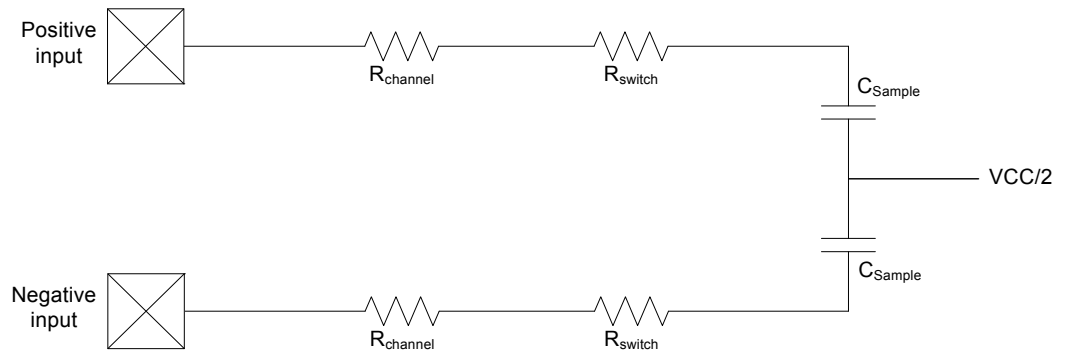 Positive
input
Rchannel
Rswitch
CSample
VCC/2
CSample
Negative
input
Rchannel
Rswitch